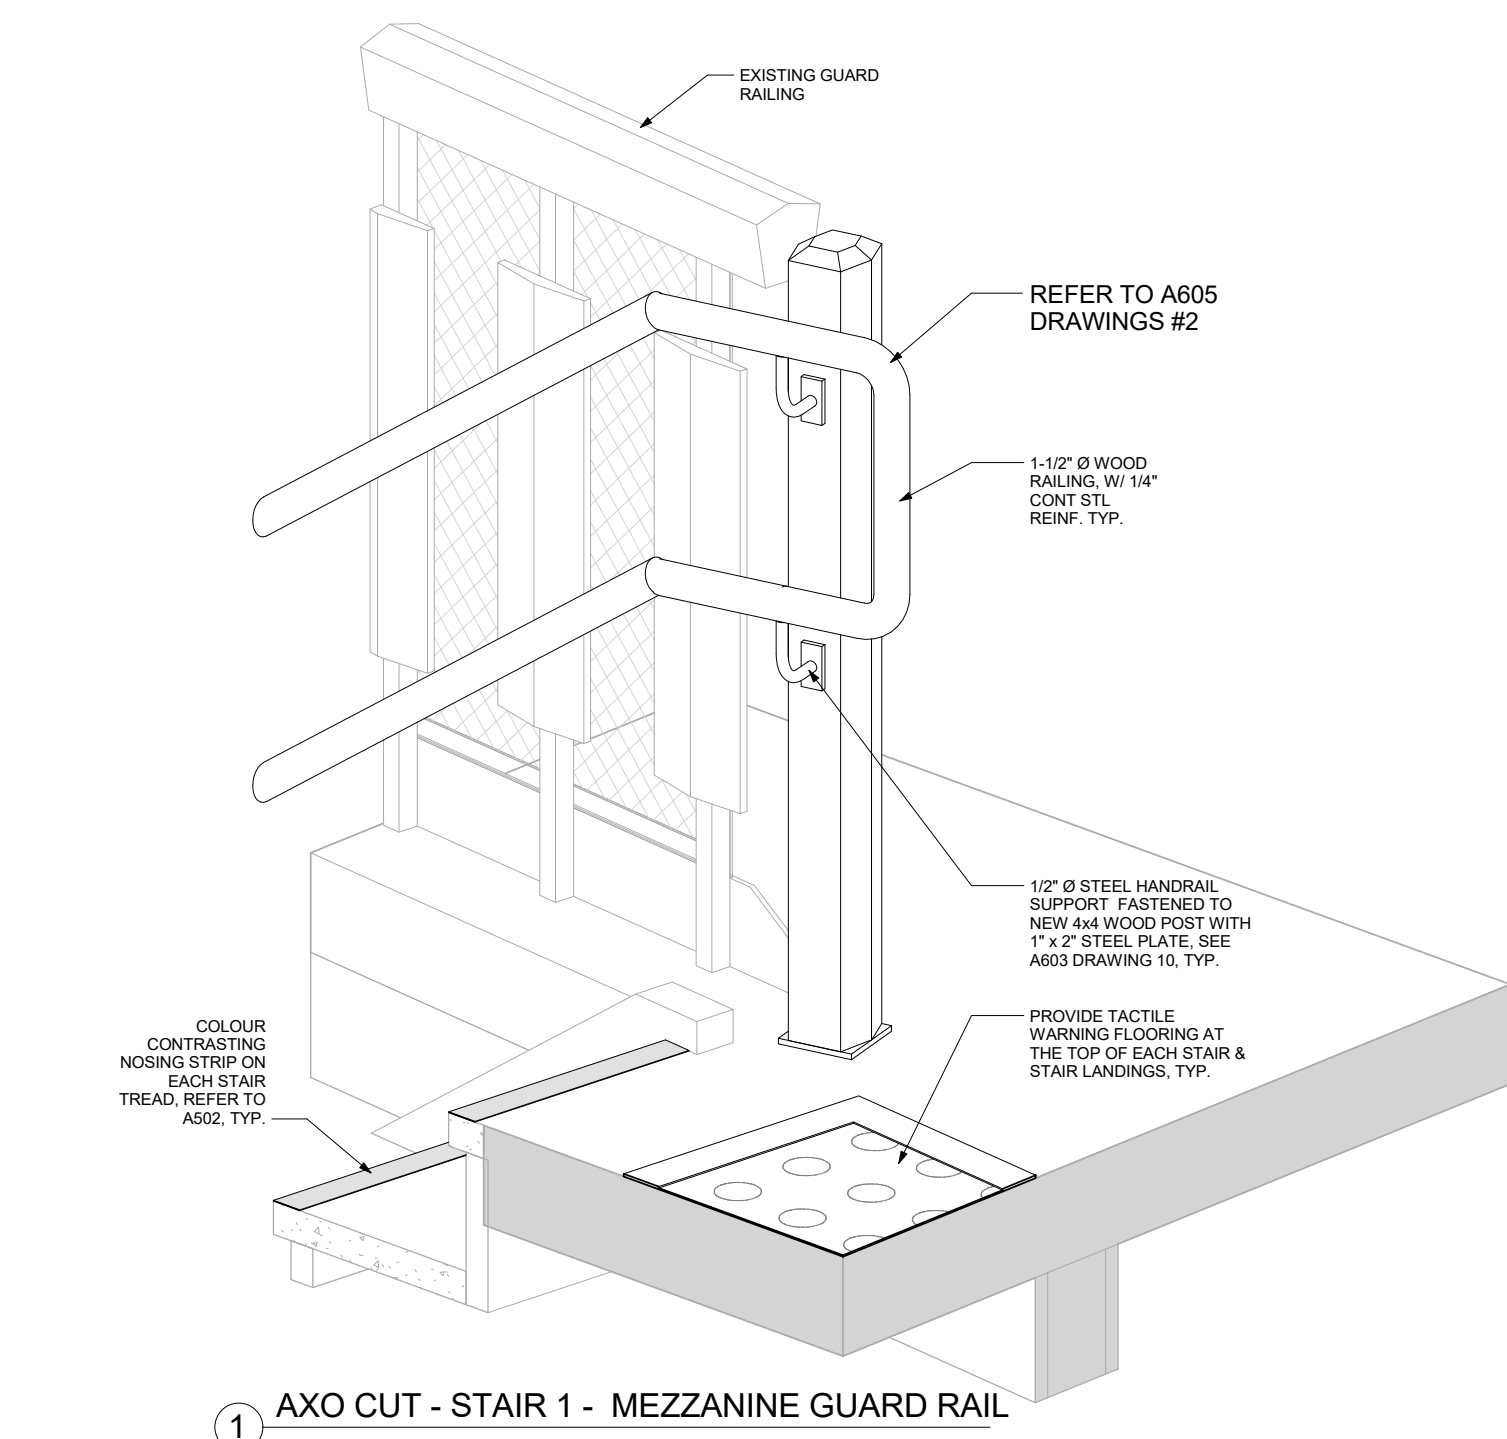 EXISTING GUARD
RAILING
REFER TO A605
DRAWINGS #2
1-1/2" Ø WOOD
RAILING, W/ 1/4"
CONT STL
REINF. TYP.
1/2" Ø STEEL HANDRAIL
SUPPORT FASTENED TO
NEW 4x4 WOOD POST WITH
1" x 2" STEEL PLATE, SEE
A603 DRAWING 10, TYP.
COLOUR
CONTRASTING
NOSING STRIP ON
EACH STAIR
TREAD, REFER TO
A502, TYP.
PROVIDE TACTILE
WARNING FLOORING AT
THE TOP OF EACH STAIR &
STAIR LANDINGS, TYP.
1 AXO CUT - STAIR 1 - MEZZANINE GUARD RAIL